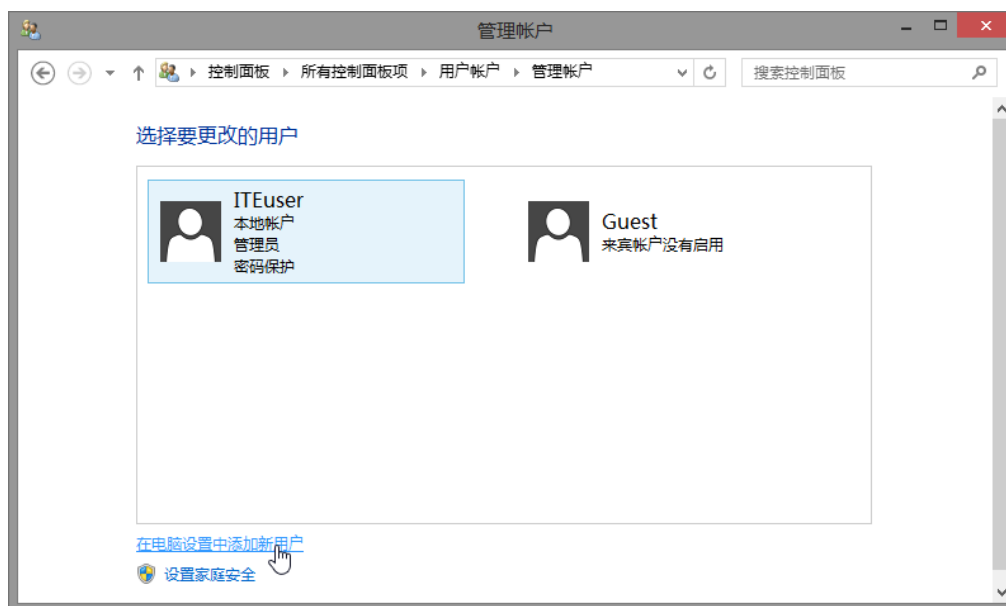 管理帐户
控制面板 ▸ 所有控制面板项 ▸ 用户帐户 ▸ 管理帐户
搜索控制面板
选择要更改的用户
ITEuser
本地帐户
管理员
密码保护
Guest
来宾帐户没有启用
在电脑设置中添加新用户
设置家庭安全